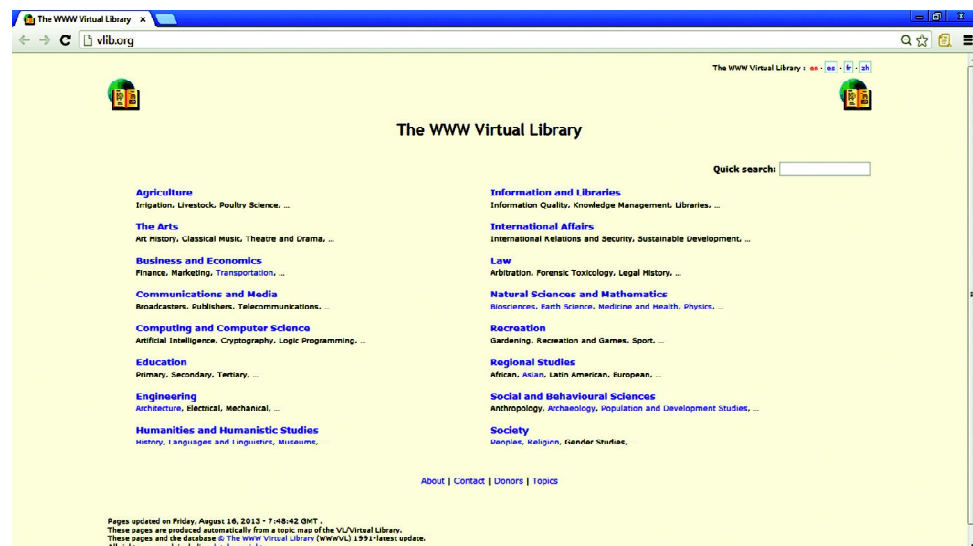 The WWW Virtual Library
vlib.org
The WWW Virtual Library : en · es · fr · zh
The WWW Virtual Library
Quick search:
Agriculture
Irrigation, Livestock, Poultry Science, ...
The Arts
Art History, Classical Music, Theatre and Drama, ...
Business and Economics
Finance, Marketing, Transportation, ...
Communications and Media
Broadcasters, Publishers, Telecommunications, ...
Computing and Computer Science
Artificial Intelligence, Cryptography, Logic Programming, ...
Education
Primary, Secondary, Tertiary, ...
Engineering
Architecture, Electrical, Mechanical, ...
Humanities and Humanistic Studies
History, Languages and Linguistics, Museums, ...
Information and Libraries
Information Quality, Knowledge Management, Libraries, ...
International Affairs
International Relations and Security, Sustainable Development, ...
Law
Arbitration, Forensic Toxicology, Legal History, ...
Natural Sciences and Mathematics
Biosciences, Earth Science, Medicine and Health, Physics, ...
Recreation
Gardening, Recreation and Games, Sport, ...
Regional Studies
African, Asian, Latin American, European, ...
Social and Behavioural Sciences
Anthropology, Archaeology, Population and Development Studies, ...
Society
Peoples, Religion, Gender Studies, ...
About | Contact | Donors | Topics
Pages updated on Friday, August 16, 2013 - 7:48:42 GMT .
These pages are produced automatically from a topic map of the VL/Virtual Library.
These pages and the database © The WWW Virtual Library (WWWVL) 1991-latest update.